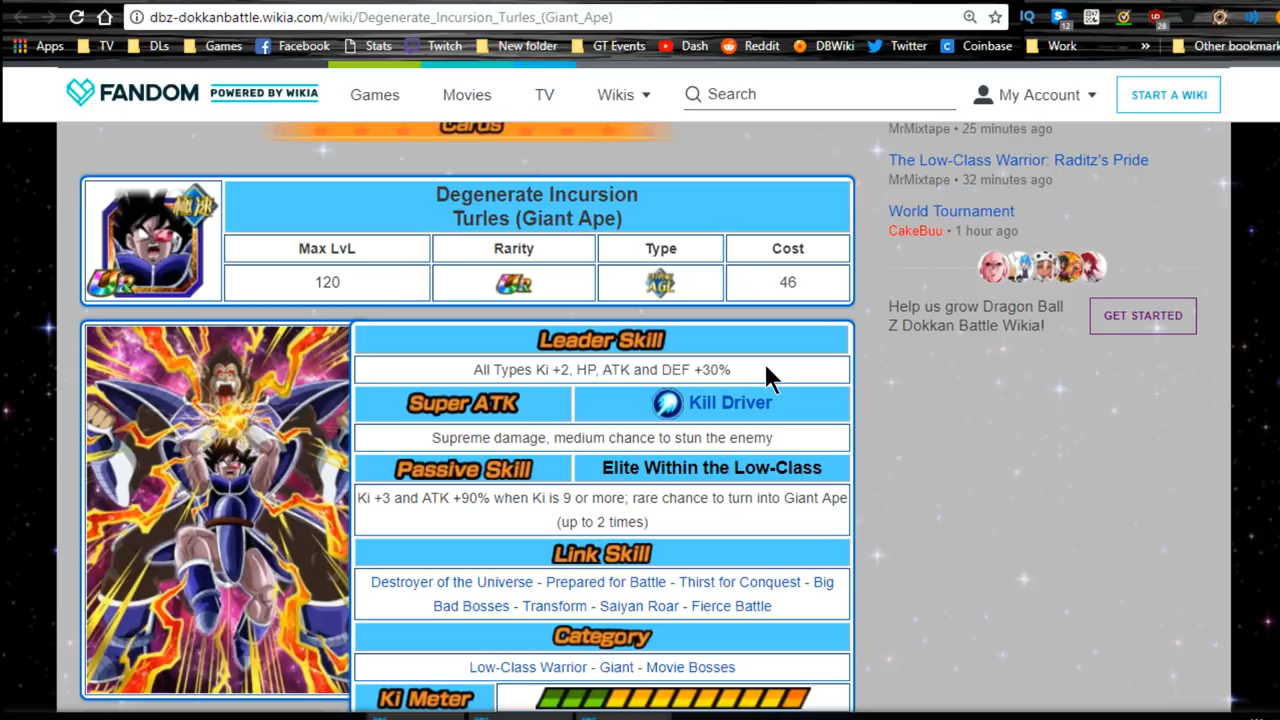 dbz-dokkanbattle.wikia.com/wiki/Degenerate_Incursion_Turles_(Giant_Ape)
Apps TV DLs Games Facebook Stats Twitch New folder GT Events Dash Reddit DBWiki Twitter Coinbase Work » Other bookmark
FANDOM POWERED BY WIKIA Games Movies TV Wikis Search My Account START A WIKI
Cards
MrMixtape • 25 minutes ago
The Low-Class Warrior: Raditz's Pride
MrMixtape • 32 minutes ago
World Tournament
CakeBuu • 1 hour ago
Help us grow Dragon Ball
Z Dokkan Battle Wikia!
GET STARTED
Degenerate Incursion
Turles (Giant Ape)
Max LvL Rarity Type Cost
120 UR SUPER AGL 46
極速
UR
Leader Skill
All Types Ki +2, HP, ATK and DEF +30%
Super ATK Kill Driver
Supreme damage, medium chance to stun the enemy
Passive Skill Elite Within the Low-Class
Ki +3 and ATK +90% when Ki is 9 or more; rare chance to turn into Giant Ape
(up to 2 times)
Link Skill
Destroyer of the Universe - Prepared for Battle - Thirst for Conquest - Big
Bad Bosses - Transform - Saiyan Roar - Fierce Battle
Category
Low-Class Warrior - Giant - Movie Bosses
Ki Meter